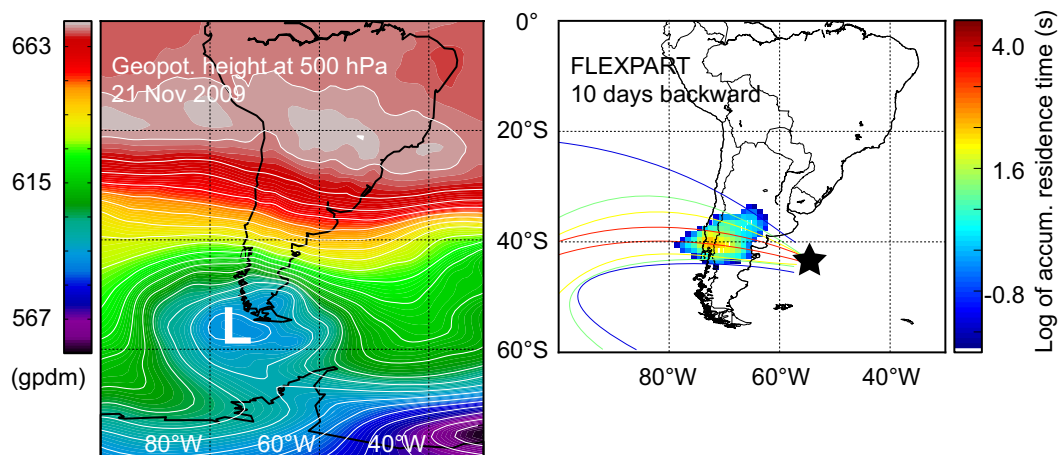 663
615
567
(gpdm)
Geopot. height at 500 hPa
21 Nov 2009
L
80°W 60°W 40°W
0°
20°S
40°S
60°S
FLEXPART
10 days backward
80°W 60°W 40°W
4.0
1.6
-0.8
Log of accum. residence time (s)